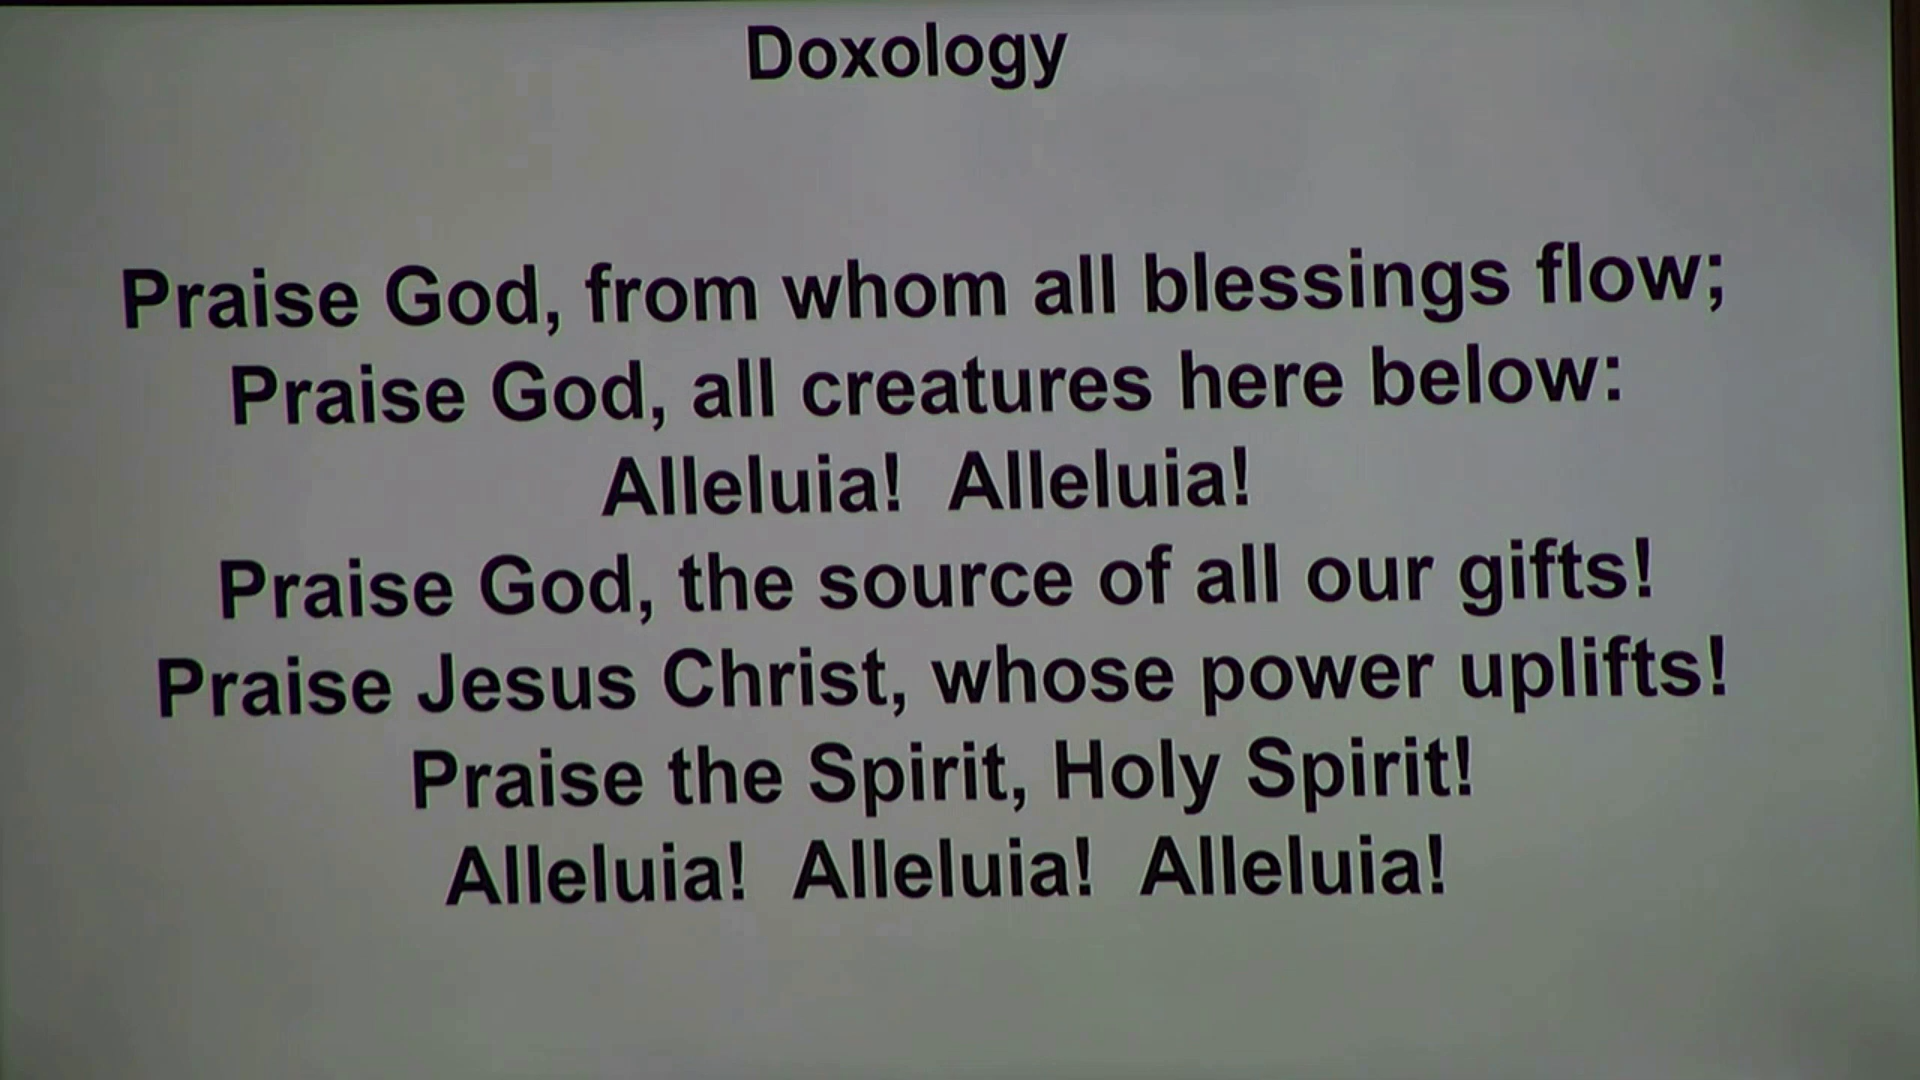 Doxology
Praise God, from whom all blessings flow;
Praise God, all creatures here below:
Alleluia!  Alleluia!
Praise God, the source of all our gifts!
Praise Jesus Christ, whose power uplifts!
Praise the Spirit, Holy Spirit!
Alleluia!  Alleluia!  Alleluia!